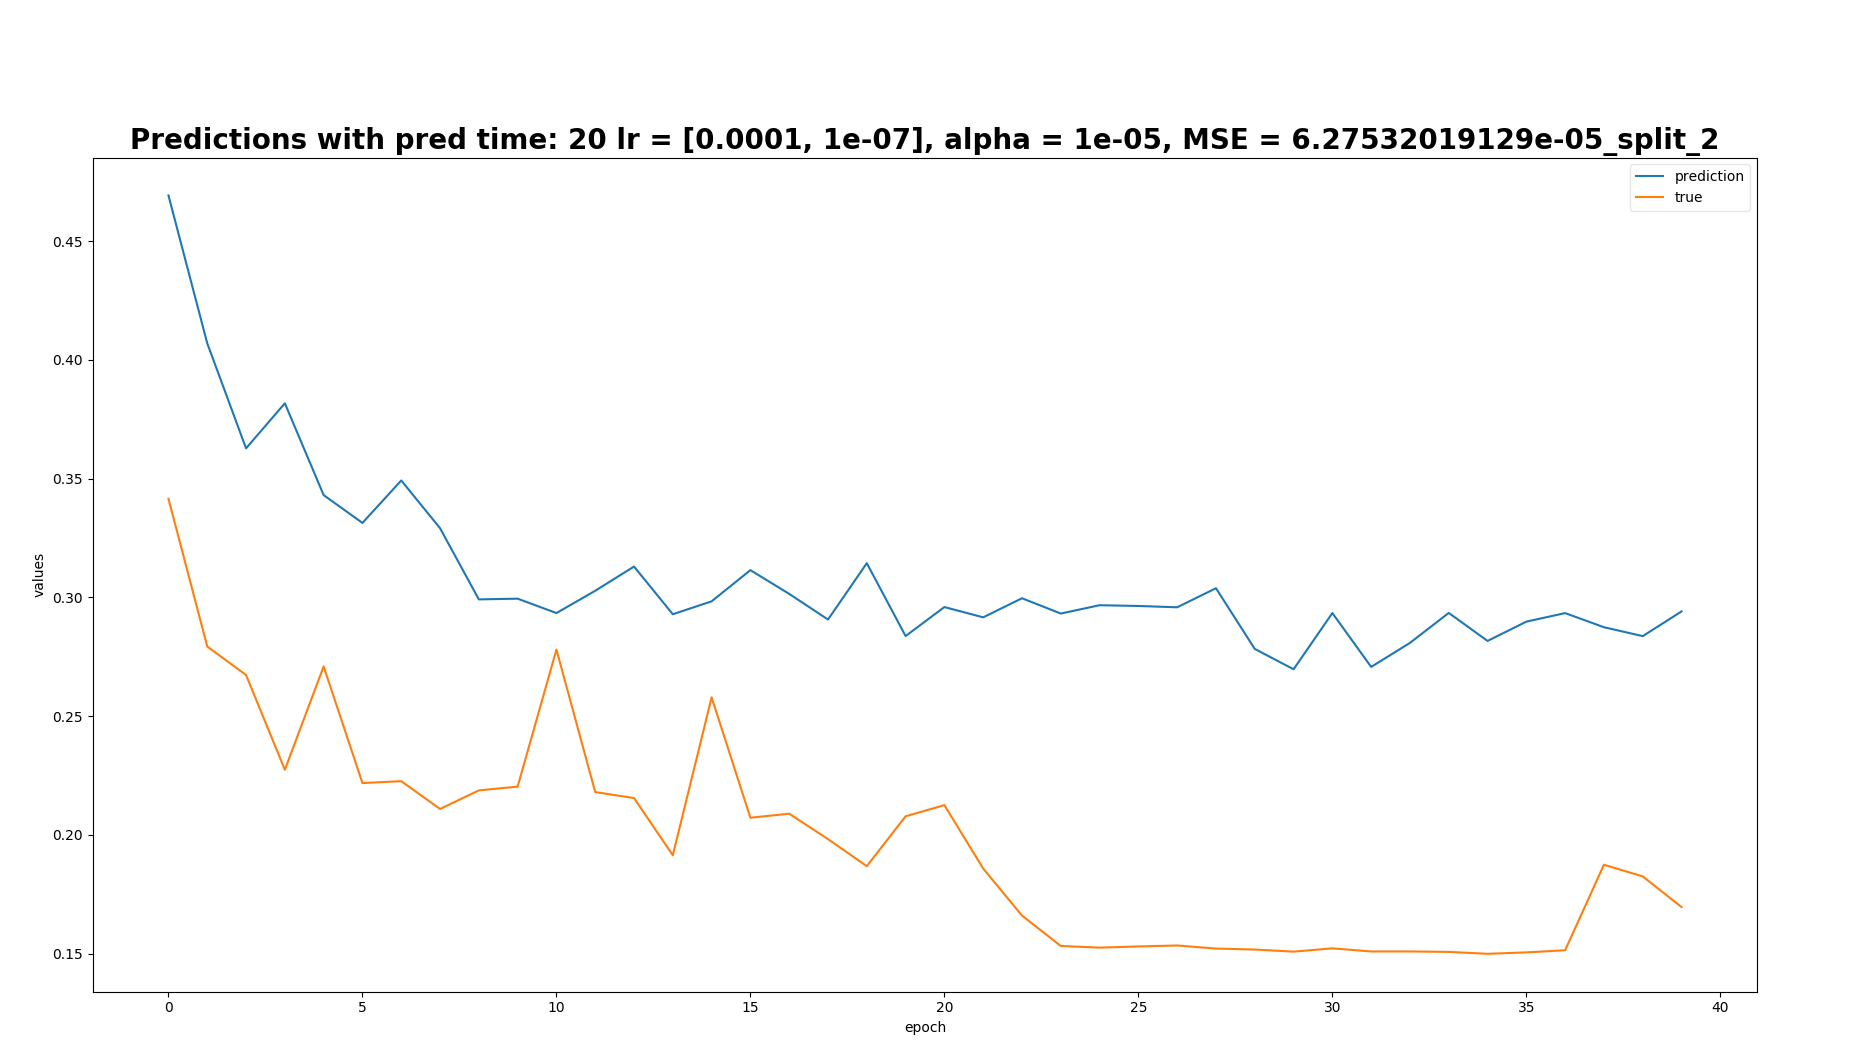 Predictions with pred time: 20 lr = [0.0001, 1e-07], alpha = 1e-05, MSE = 6.27532019129e-05_split_2
prediction
true
values
0.45
0.40
0.35
0.30
0.25
0.20
0.15
0 5 10 15 20 25 30 35 40
epoch